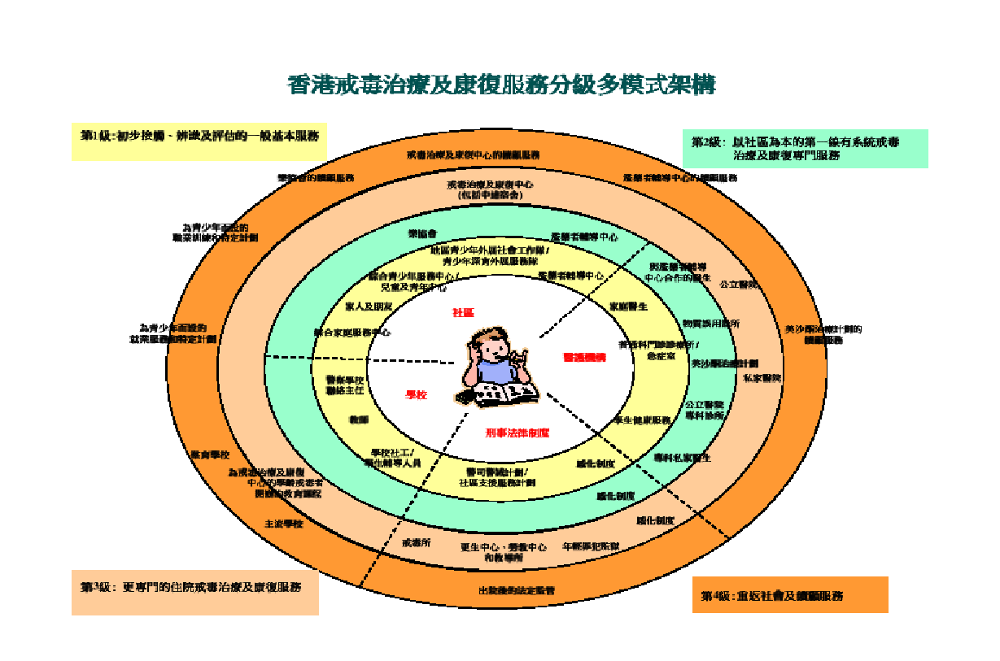 香港戒毒治療及康復服務分級多模式架構
第1級:初步接觸、辨識及評估的一般基本服務
第2級: 以社區為本的第一線有系統戒毒
治療及康復專門服務
戒毒治療及康復中心的續顧服務
樂協會的續顧服務
濫藥者輔導中心的續顧服務
戒毒治療及康復中心
(包括中途宿舍)
為青少年而設的
職業訓練和特定計劃
樂協會
濫藥者輔導中心
地區青少年外展社會工作隊/
青少年深宵外展服務隊
與濫藥者輔導
中心合作的醫生
綜合青少年服務中心/
兒童及青年中心
濫藥者輔導中心
公立醫院
家人及朋友
社區
家庭醫生
為青少年而設的
就業服務和特定計劃
綜合家庭服務中心
物質誤用診所
美沙酮治療計劃的
續顧服務
普通科門診診療所/
急症室
醫護機構
美沙酮治療計劃
警察學校
聯絡主任
私家醫院
學校
公立醫院
專科診所
教師
學生健康服務
刑事法律制度
群育學校
學校社工/
學生輔導人員
感化制度
專科私家醫生
為戒毒治療及康復
中心的學齡戒毒者
開辦的教育課程
警司警誡計劃/
社區支援服務計劃
感化制度
主流學校
感化制度
戒毒所
更生中心、勞教中心
和教導所
年輕罪犯監獄
第3級: 更專門的住院戒毒治療及康復服務
出獄後的法定監管
第4級:重返社會及續顧服務